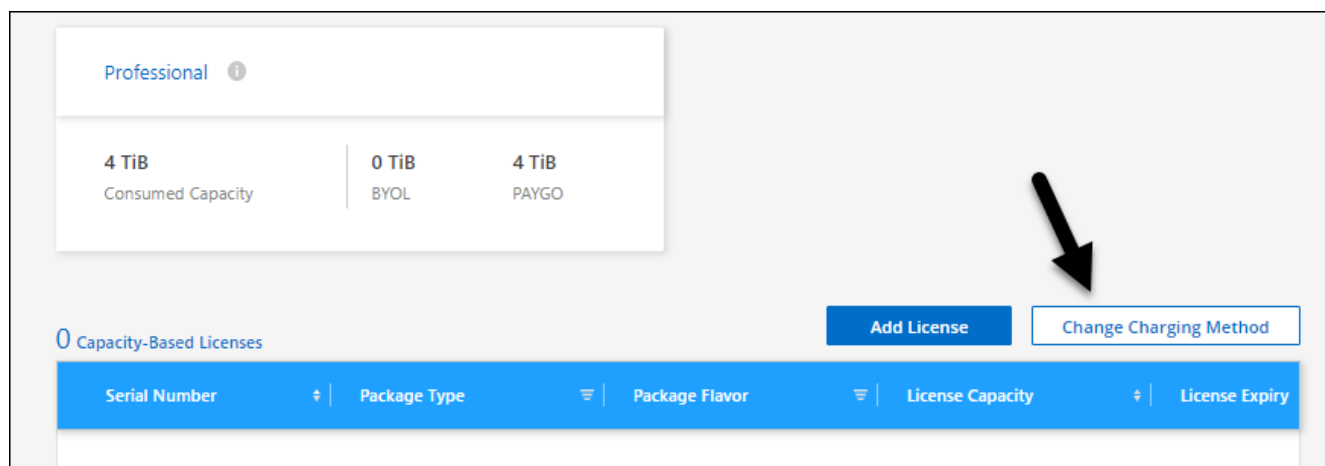 Professional
4 TiB 0 TiB 4 TiB
Consumed Capacity BYOL PAYGO
Add License Change Charging Method
0 Capacity-Based Licenses
Serial Number Package Type Package Flavor License Capacity License Expiry